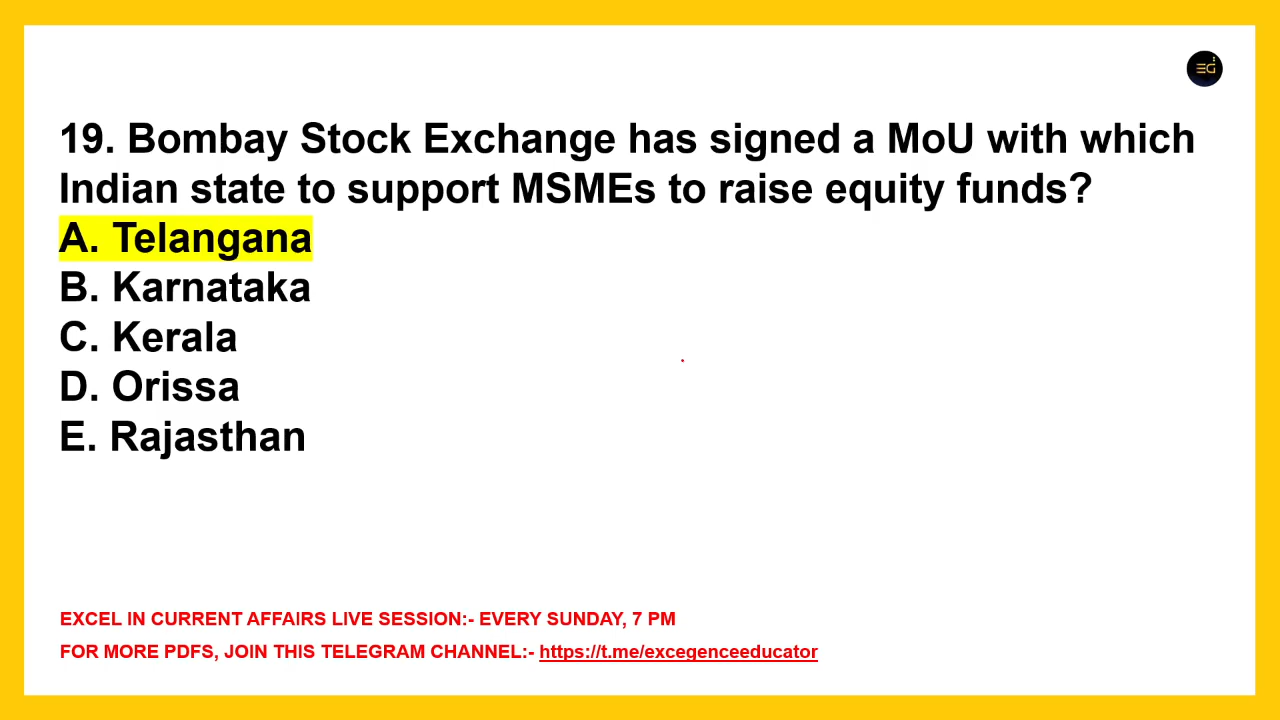 EG
19. Bombay Stock Exchange has signed a MoU with which
Indian state to support MSMEs to raise equity funds?
A. Telangana
B. Karnataka
C. Kerala
D. Orissa
E. Rajasthan
EXCEL IN CURRENT AFFAIRS LIVE SESSION:- EVERY SUNDAY, 7 PM
FOR MORE PDFS, JOIN THIS TELEGRAM CHANNEL:- https://t.me/excegenceeducator